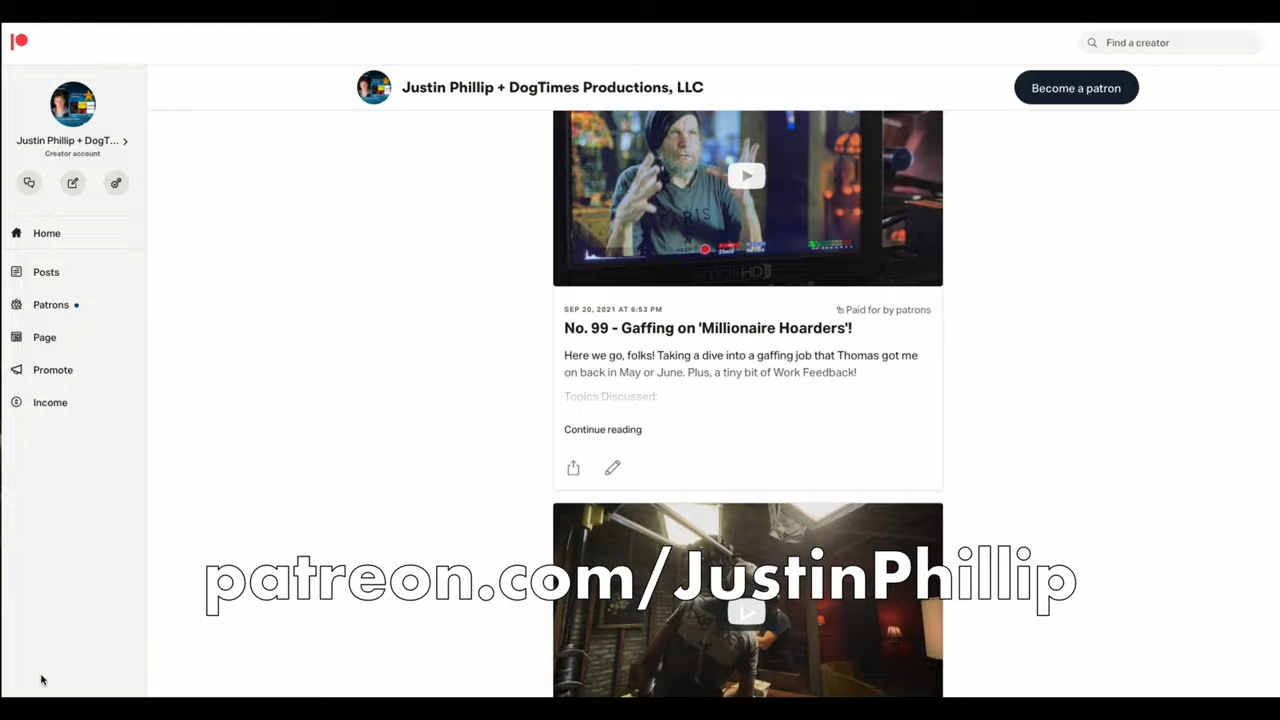 Find a creator
Justin Phillip + DogTimes Productions, LLC
Become a patron
Justin Phillip + DogT...
Creator account
Home
Posts
Patrons
Page
Promote
Income
PARIS
HD
SEP 20, 2021 AT 6:53 PM
Paid for by patrons
No. 99 - Gaffing on 'Millionaire Hoarders'!
Here we go, folks! Taking a dive into a gaffing job that Thomas got me
on back in May or June. Plus, a tiny bit of Work Feedback!
Topics Discussed:
Continue reading
patreon.com/JustinPhillip